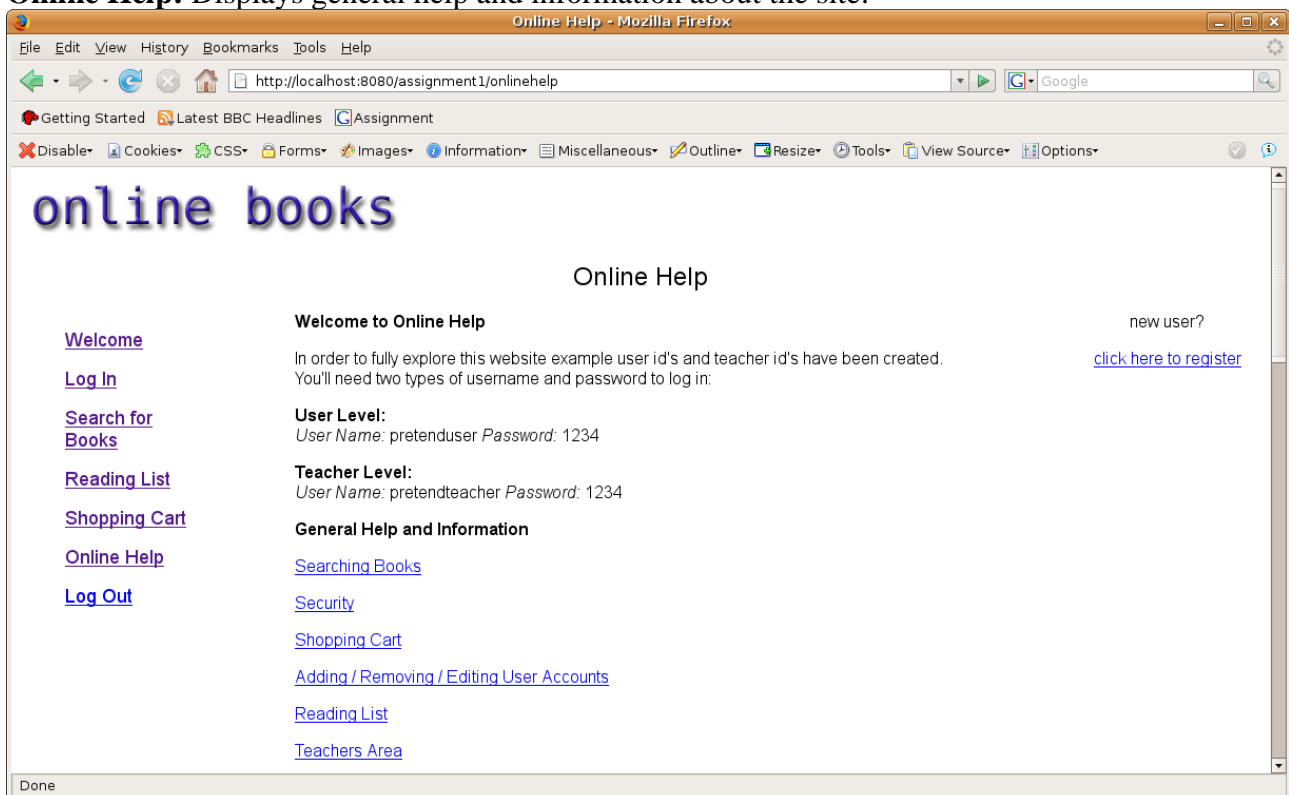 Online Help: Displays general help and information about the site.
Online Help - Mozilla Firefox
File Edit View History Bookmarks Tools Help
http://localhost:8080/assignment1/onlinehelp
G Google
Getting Started Latest BBC Headlines G Assignment
Disable Cookies CSS Forms Images Information Miscellaneous Outline Resize Tools View Source Options
online books
Online Help
Welcome
Log In
Search for
Books
Reading List
Shopping Cart
Online Help
Log Out
Welcome to Online Help
In order to fully explore this website example user id's and teacher id's have been created.
You'll need two types of username and password to log in:
User Level:
User Name: pretenduser Password: 1234
Teacher Level:
User Name: pretendteacher Password: 1234
General Help and Information
Searching Books
Security
Shopping Cart
Adding / Removing / Editing User Accounts
Reading List
Teachers Area
new user?
click here to register
Done